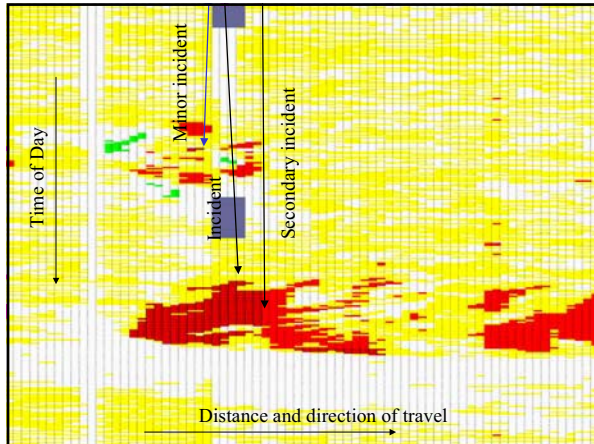 Time of Day
Minor incident
Incident
Secondary incident
Distance and direction of travel